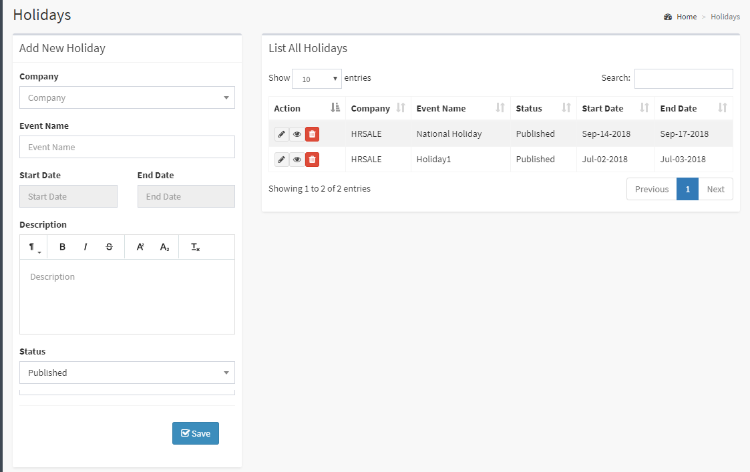 Holidays
Home > Holidays
Add New Holiday
Company
Company
Event Name
Event Name
Start Date End Date
Start Date End Date
Description
¶ B I S A² A₂ Tx
Description
Status
Published
Save
List All Holidays
Show 10 entries Search:
Action Company Event Name Status Start Date End Date
HRSALE National Holiday Published Sep-14-2018 Sep-17-2018
HRSALE Holiday1 Published Jul-02-2018 Jul-03-2018
Showing 1 to 2 of 2 entries Previous 1 Next